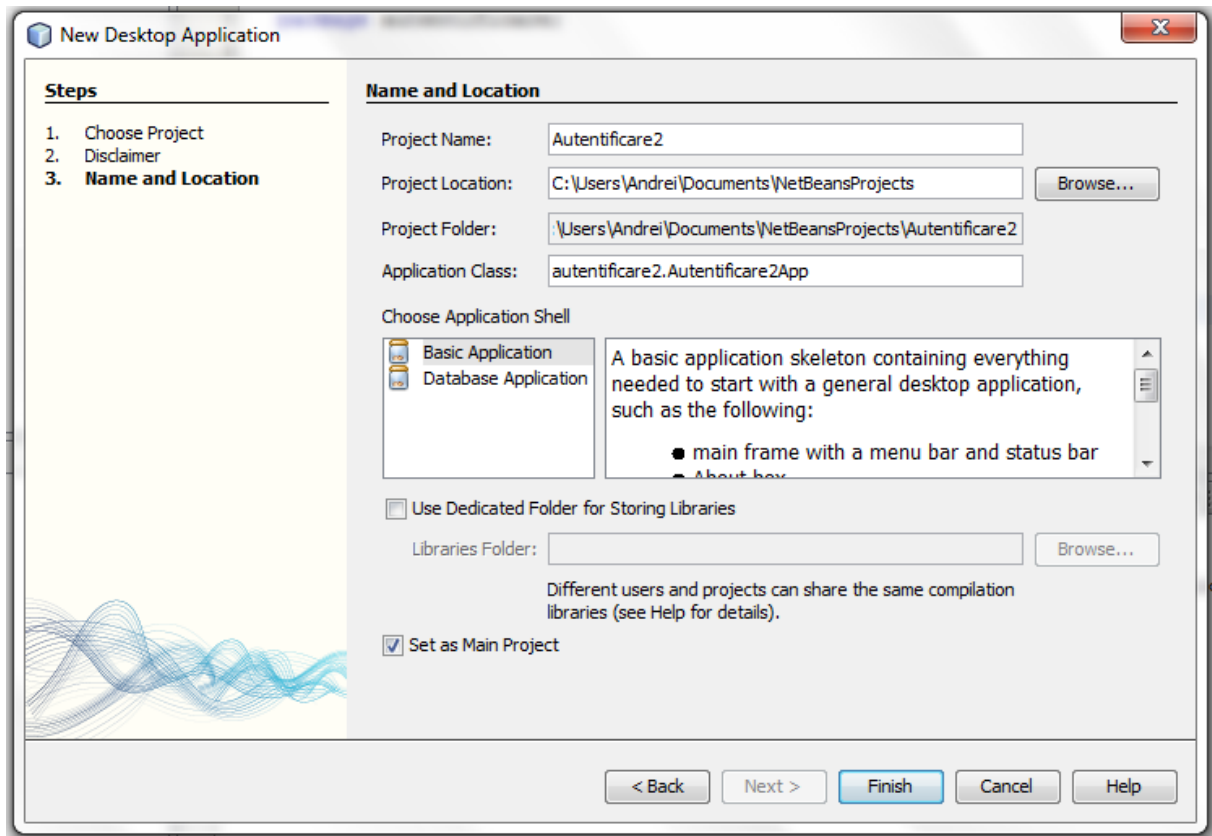 New Desktop Application
Steps
1. Choose Project
2. Disclaimer
3. Name and Location
Name and Location
Project Name: Autentificare2
Project Location: C:\Users\Andrei\Documents\NetBeansProjects Browse...
Project Folder: :\Users\Andrei\Documents\NetBeansProjects\Autentificare2
Application Class: autentificare2.Autentificare2App
Choose Application Shell
Basic Application
Database Application
A basic application skeleton containing everything
needed to start with a general desktop application,
such as the following:
● main frame with a menu bar and status bar
● About box
Use Dedicated Folder for Storing Libraries
Libraries Folder: Browse...
Different users and projects can share the same compilation
libraries (see Help for details).
Set as Main Project
< Back Next > Finish Cancel Help